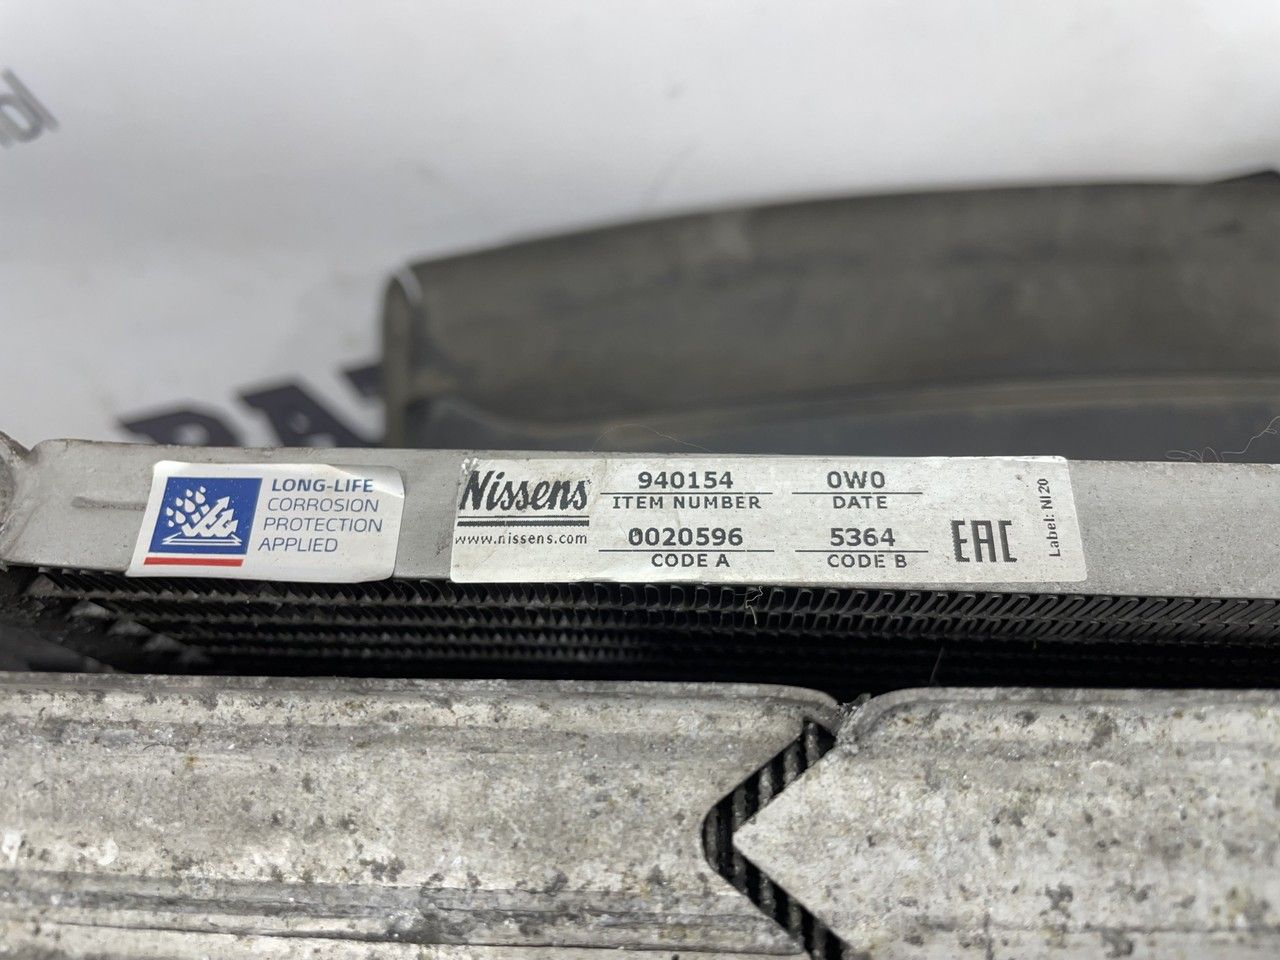 LONG-LIFE
CORROSION
PROTECTION
APPLIED
Nissens
www.nissens.com
940154
ITEM NUMBER
0020596
CODE A
0W0
DATE
5364
CODE B
EAC
Label: NI20